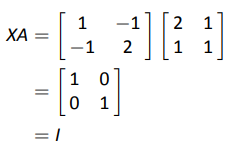 XA = [1 -1; -1 2] [2 1; 1 1]
= [1 0; 0 1]
= I